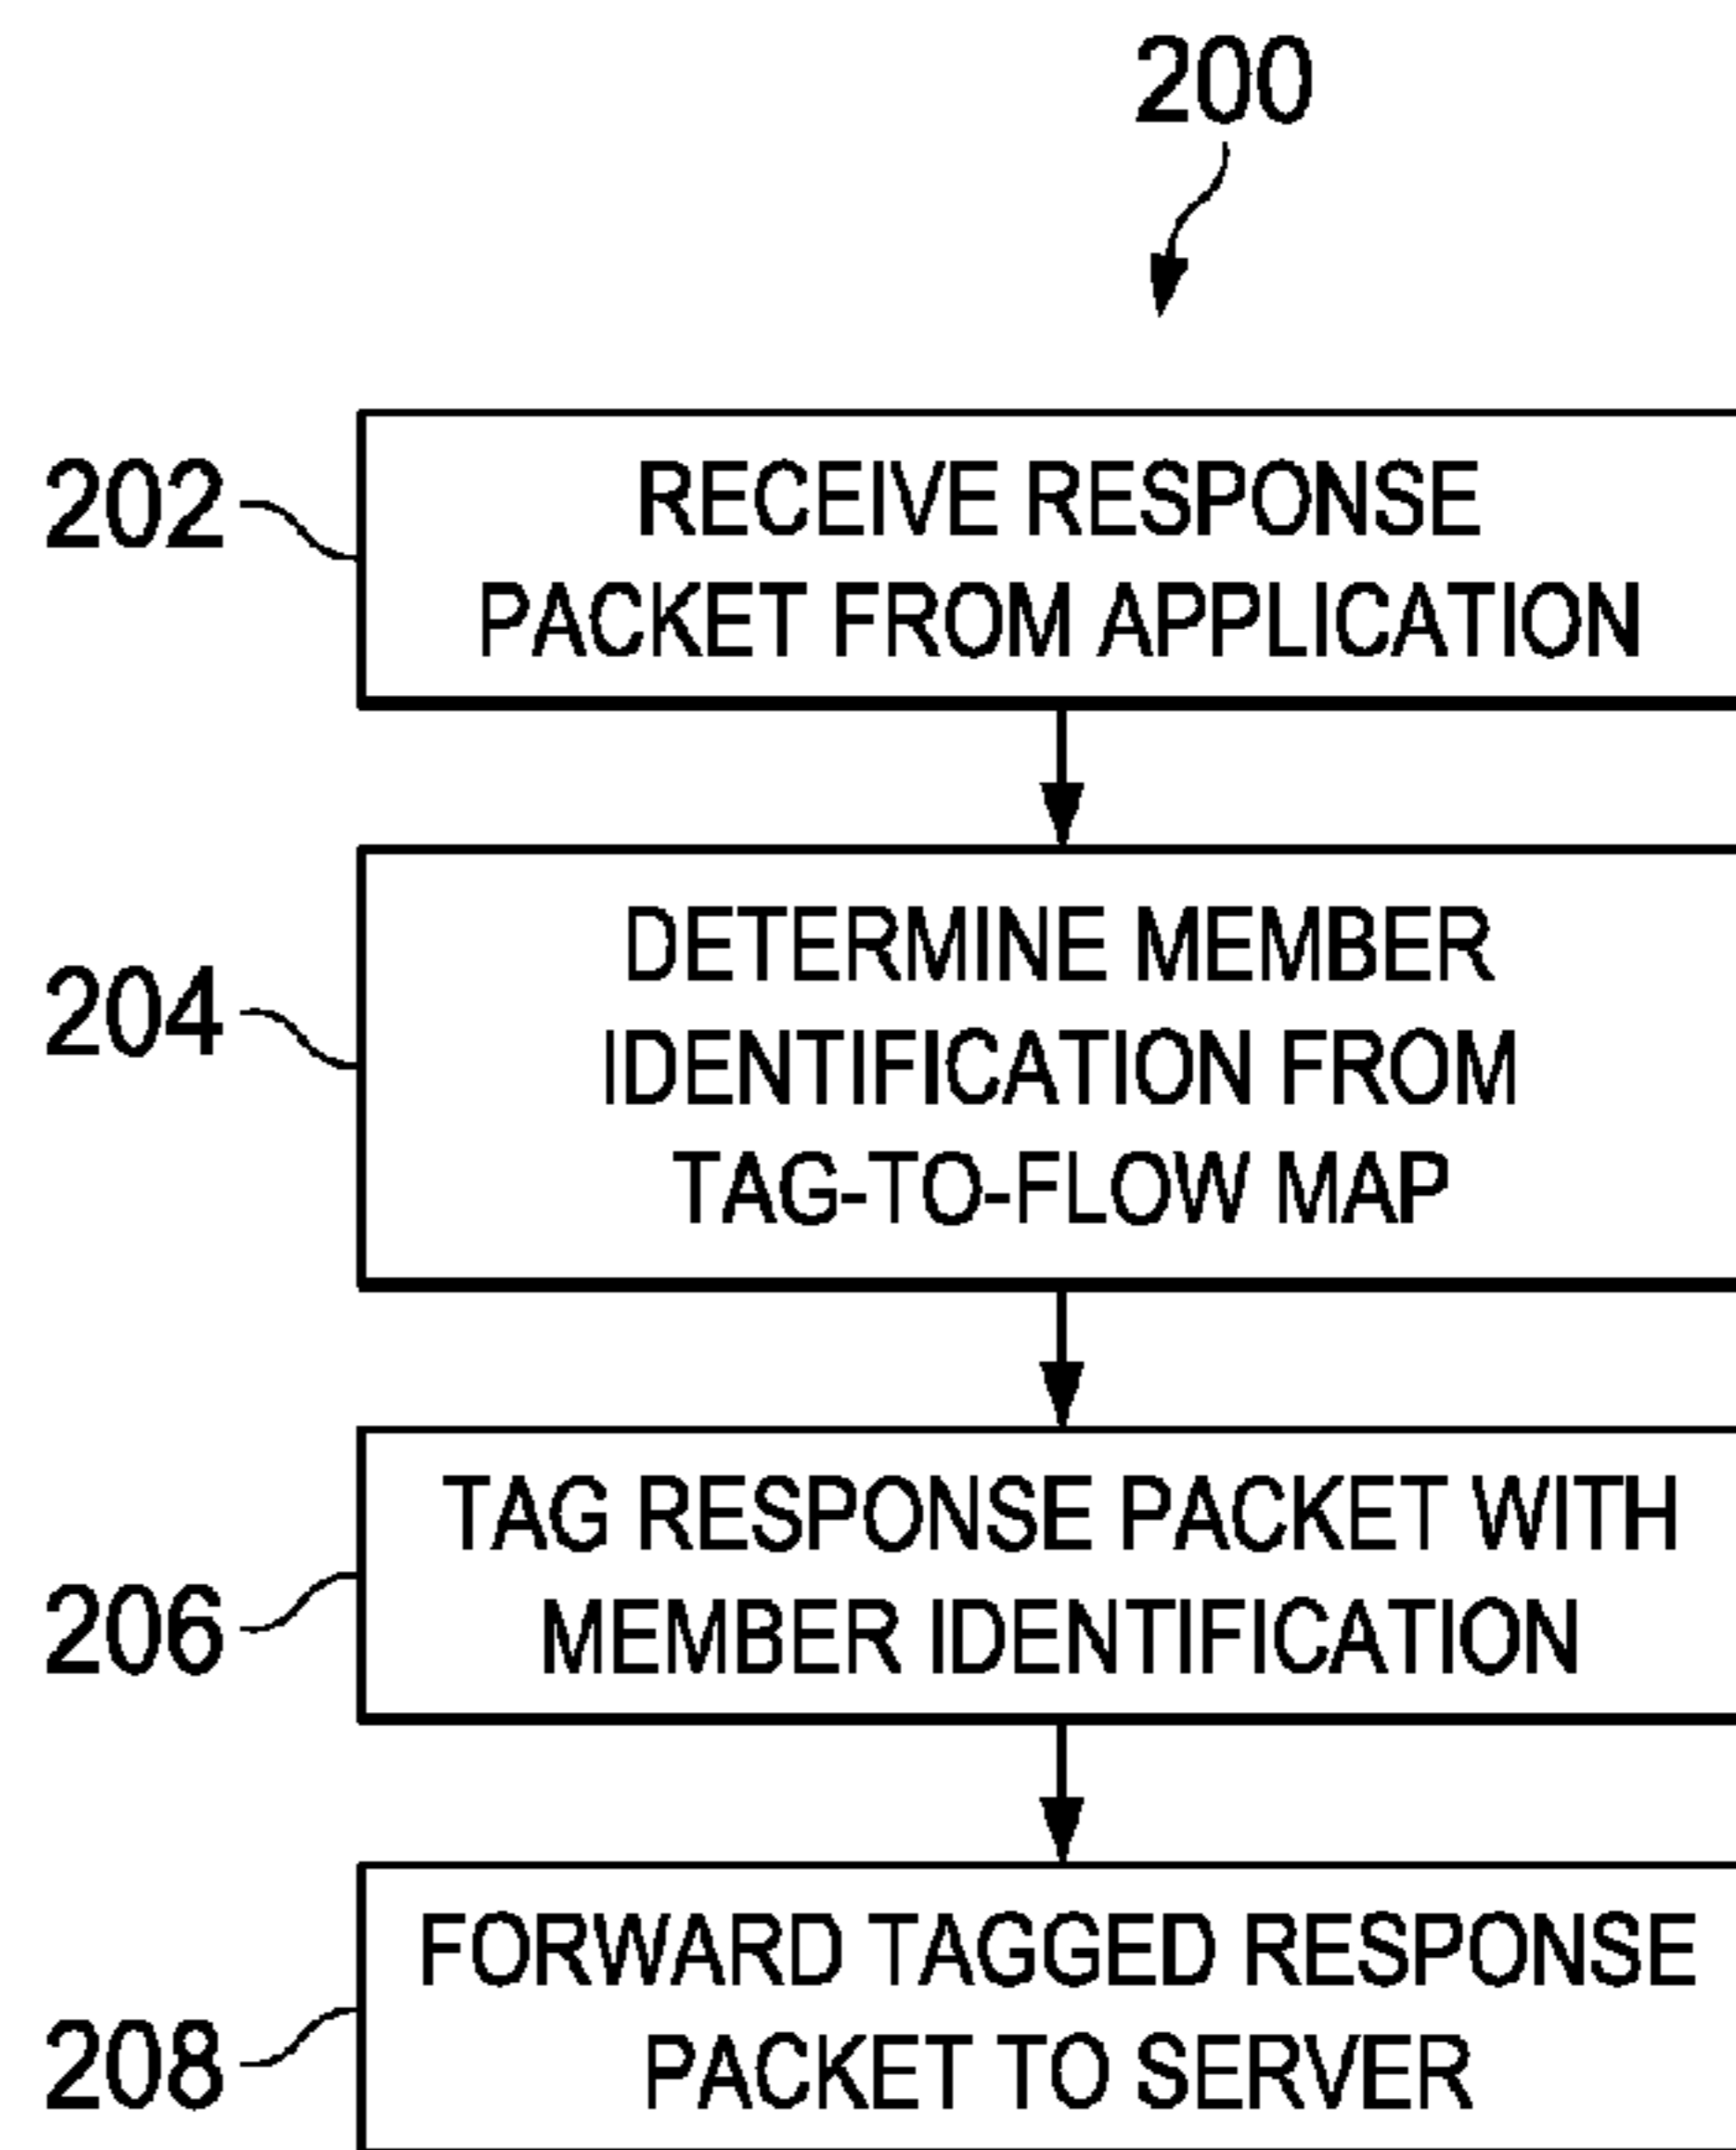 200
202
RECEIVE RESPONSE
PACKET FROM APPLICATION
204
DETERMINE MEMBER
IDENTIFICATION FROM
TAG-TO-FLOW MAP
206
TAG RESPONSE PACKET WITH
MEMBER IDENTIFICATION
208
FORWARD TAGGED RESPONSE
PACKET TO SERVER